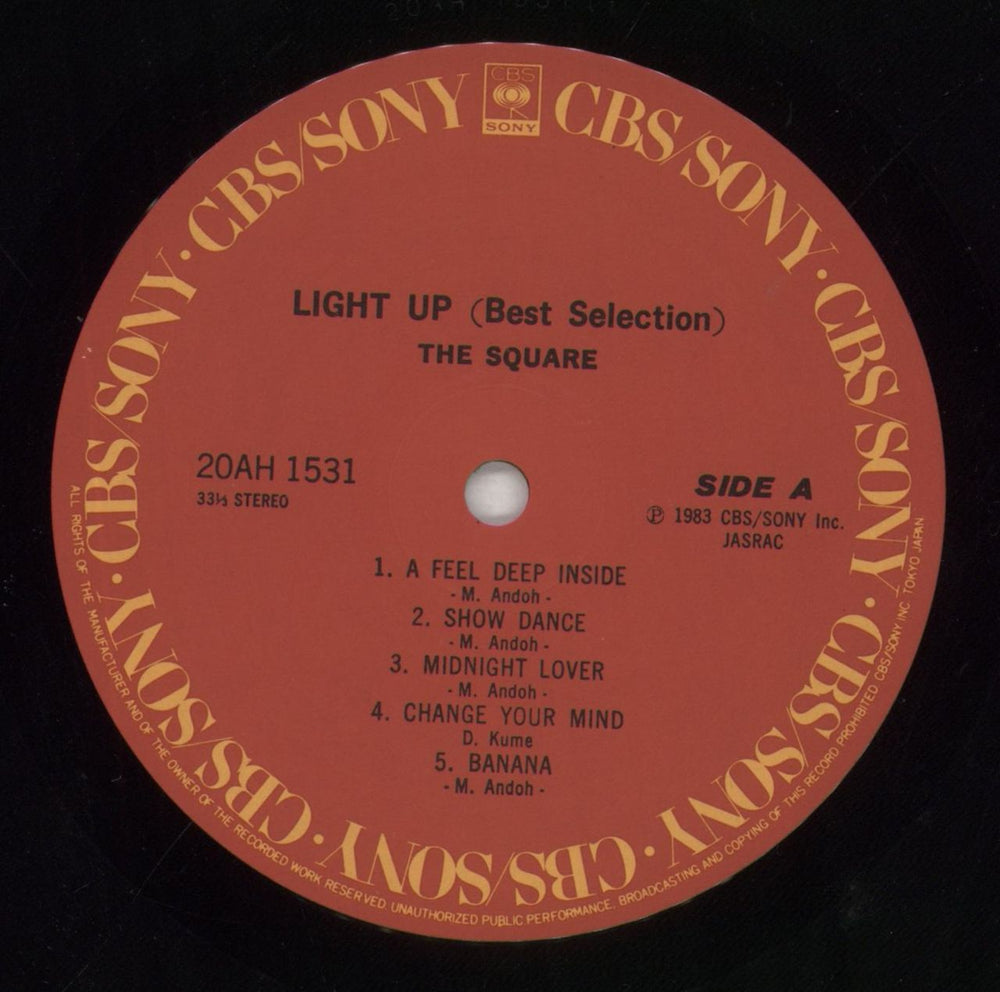 CBS
SONY
CBS/SONY · CBS/SONY · CBS/SONY · CBS/SONY · CBS/SONY · CBS/SONY · CBS/SONY · CBS/SONY
LIGHT UP (Best Selection)
THE SQUARE
20AH 1531
33⅓ STEREO
SIDE A
Ⓟ 1983 CBS/SONY Inc.
JASRAC
1. A FEEL DEEP INSIDE
- M. Andoh -
2. SHOW DANCE
- M. Andoh -
3. MIDNIGHT LOVER
- M. Andoh -
4. CHANGE YOUR MIND
D. Kume
5. BANANA
- M. Andoh -
ALL RIGHTS OF THE MANUFACTURER AND OF THE OWNER OF THE RECORDED WORK RESERVED. UNAUTHORIZED PUBLIC PERFORMANCE, BROADCASTING AND COPYING OF THIS RECORD PROHIBITED CBS/SONY INC. TOKYO JAPAN